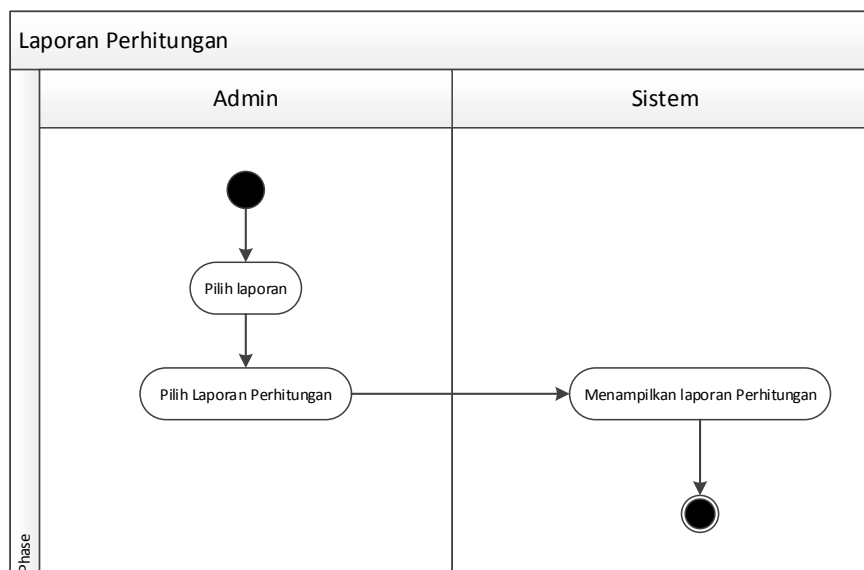 Laporan Perhitungan
Admin
Sistem
Pilih laporan
Pilih Laporan Perhitungan
Menampilkan laporan Perhitungan
Phase